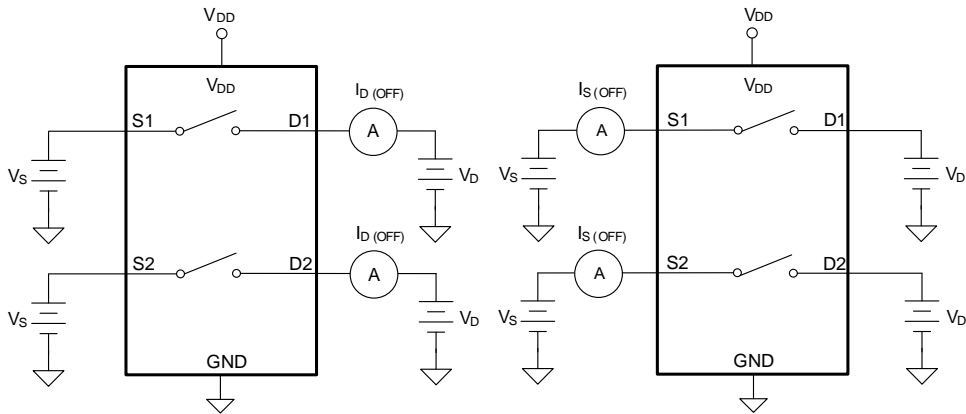 VDD
VDD
VDD
VDD
ID (OFF)
IS (OFF)
S1
D1
A
A
S1
D1
VS
VD
VS
VD
ID (OFF)
IS (OFF)
S2
D2
A
A
S2
D2
VS
VD
VS
VD
GND
GND